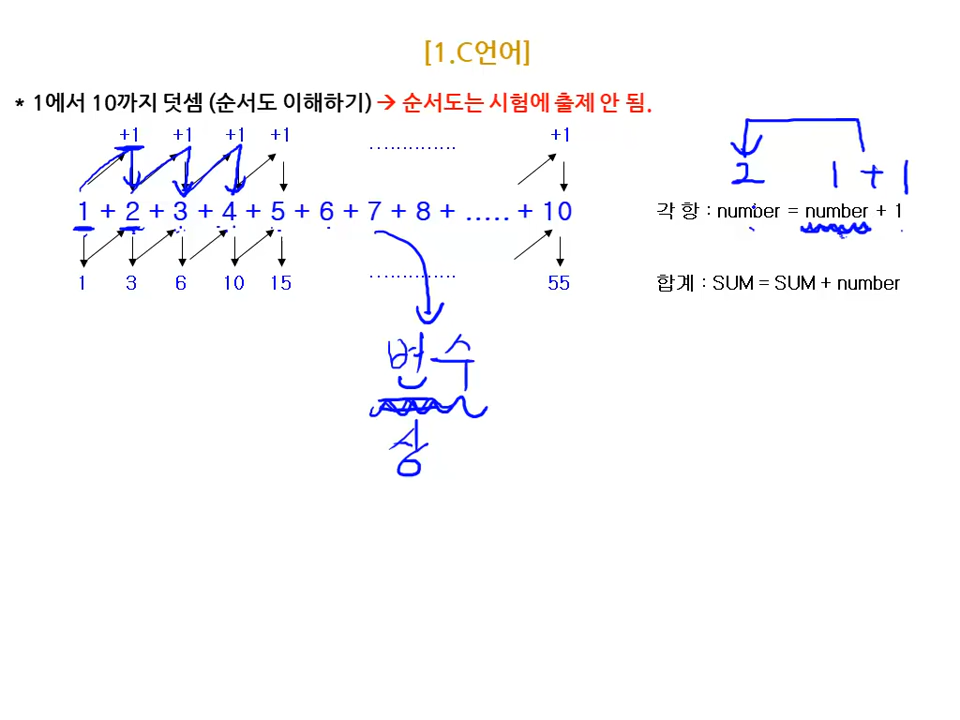 [1.C언어]
* 1에서 10까지 덧셈 (순서도 이해하기) → 순서도는 시험에 출제 안 됨.
+1 +1 +1 +1 .............. +1
2 1 + 1
1 + 2 + 3 + 4 + 5 + 6 + 7 + 8 + ..... + 10
각 항 : number = number + 1
1 3 6 10 15 .............. 55
합계 : SUM = SUM + number
변수
상